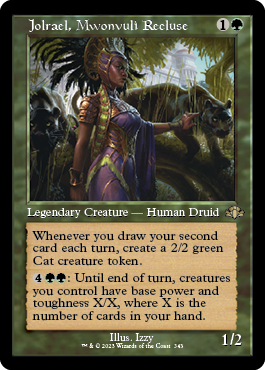 Jolrael, Mwonvuli Recluse 1
Legendary Creature — Human Druid
Whenever you draw your second
card each turn, create a 2/2 green
Cat creature token.
4: Until end of turn, creatures
you control have base power and
toughness X/X, where X is the
number of cards in your hand.
Illus. Izzy
™ & © 2023 Wizards of the Coast 343
1/2